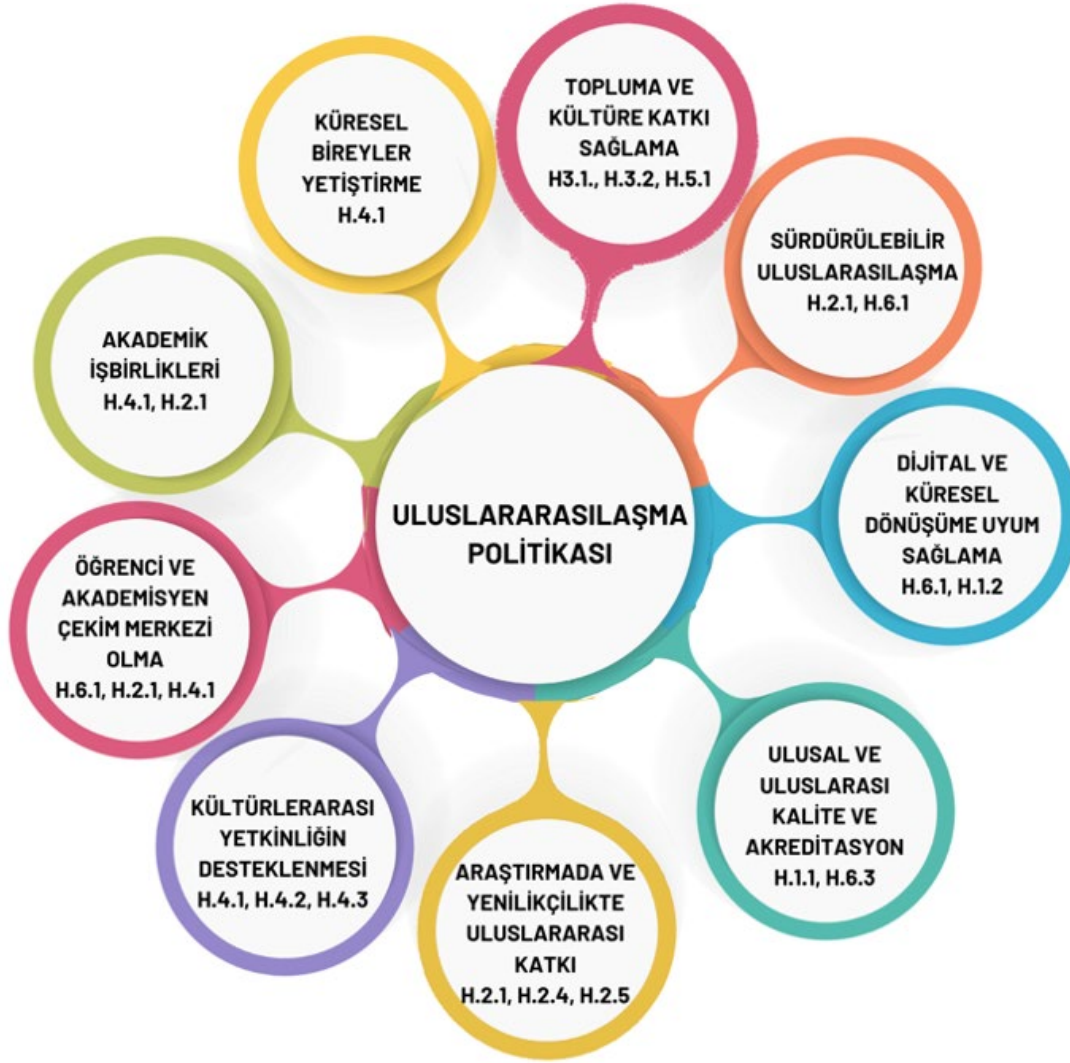 TOPLUMA VE
KÜLTÜRE KATKI
SAĞLAMA
H3.1., H.3.2, H.5.1
KÜRESEL
BİREYLER
YETİŞTİRME
H.4.1
SÜRDÜRÜLEBİLİR
ULUSLARASILAŞMA
H.2.1, H.6.1
AKADEMİK
İŞBİRLİKLERİ
H.4.1, H.2.1
DİJİTAL VE
KÜRESEL
DÖNÜŞÜME UYUM
SAĞLAMA
H.6.1, H.1.2
ULUSLARARASILAŞMA
POLİTİKASI
ÖĞRENCİ VE
AKADEMİSYEN
ÇEKİM MERKEZİ
OLMA
H.6.1, H.2.1, H.4.1
ULUSAL VE
ULUSLARASI
KALİTE VE
AKREDİTASYON
H.1.1, H.6.3
KÜLTÜRLERARASI
YETKİNLİĞİN
DESTEKLENMESİ
H.4.1, H.4.2, H.4.3
ARAŞTIRMADA VE
YENİLİKÇİLİKTE
ULUSLARARASI
KATKI
H.2.1, H.2.4, H.2.5